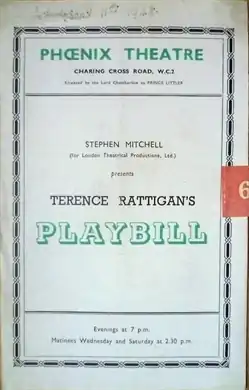 PHŒNIX THEATRE
CHARING CROSS ROAD, W.C.2
Licensed by the Lord Chamberlain to PRINCE LITTLER
STEPHEN MITCHELL
(for London Theatrical Productions, Ltd.)
presents
TERENCE RATTIGAN'S
PLAYBILL
6
Evenings at 7 p.m.
Matinees Wednesday and Saturday at 2.30 p.m.